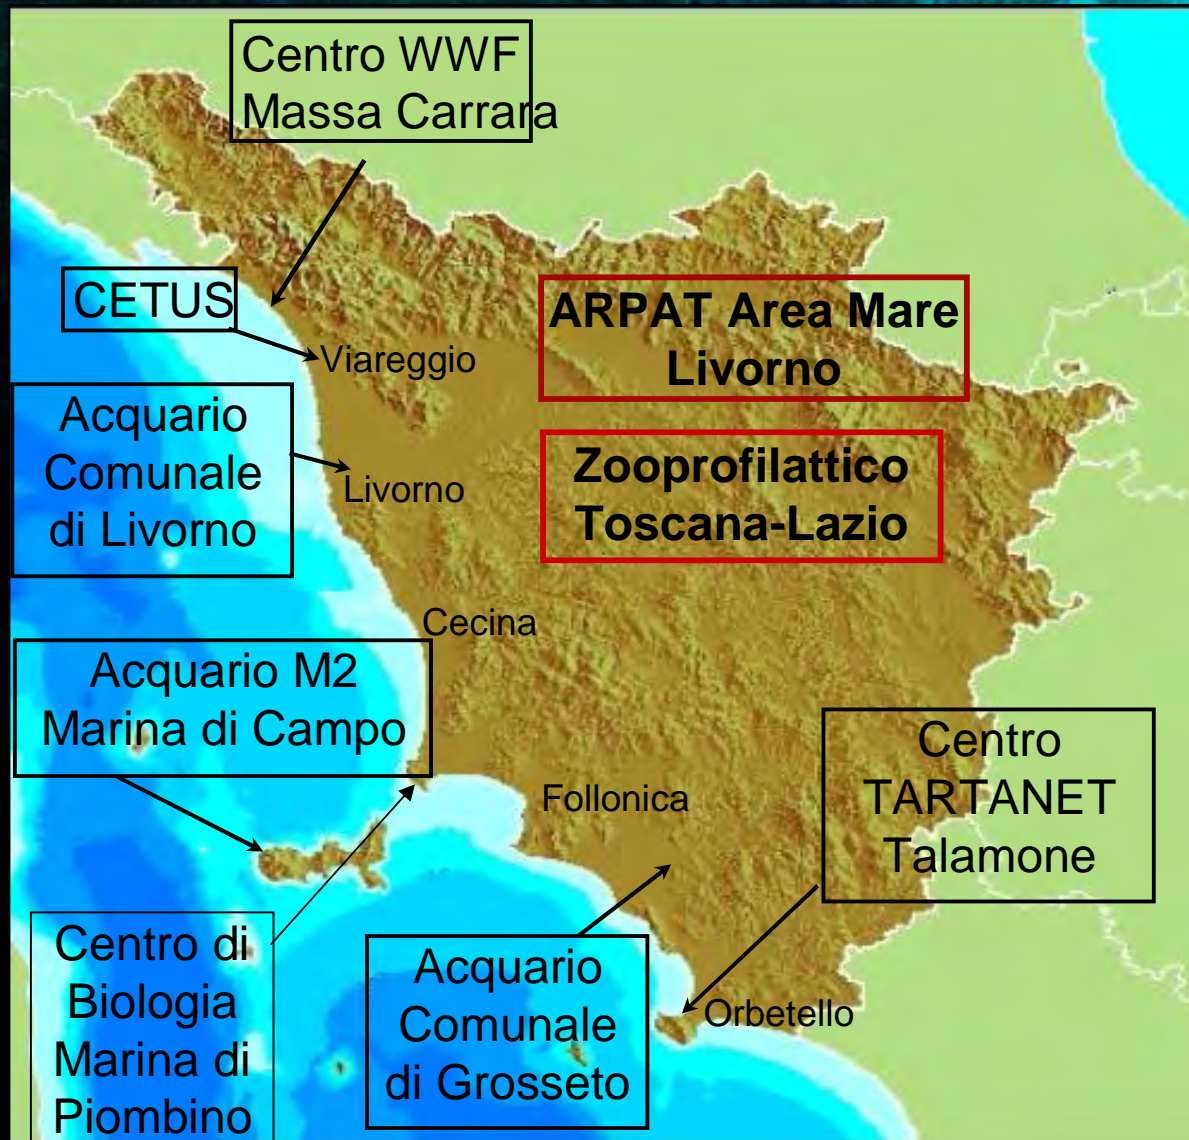 Centro WWF
Massa Carrara
CETUS
Viareggio
ARPAT Area Mare
Livorno
Acquario
Comunale
di Livorno
Livorno
Zooprofilattico
Toscana-Lazio
Cecina
Acquario M2
Marina di Campo
Follonica
Centro
TARTANET
Talamone
Centro di
Biologia
Marina di
Piombino
Acquario
Comunale
di Grosseto
Orbetello